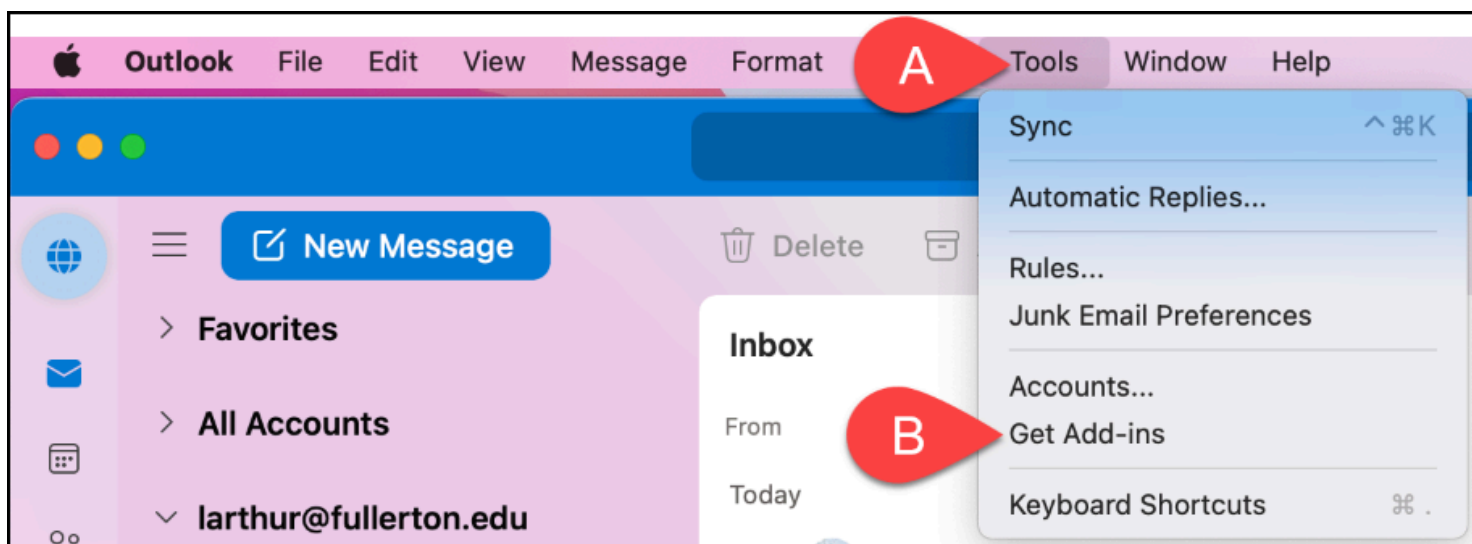 Outlook File Edit View Message Format A Tools Window Help
Sync ^⌘K
Automatic Replies...
New Message Delete
Rules...
Favorites
Junk Email Preferences
Inbox
Accounts...
All Accounts
From B Get Add-ins
Today
Keyboard Shortcuts ⌘ .
larthur@fullerton.edu